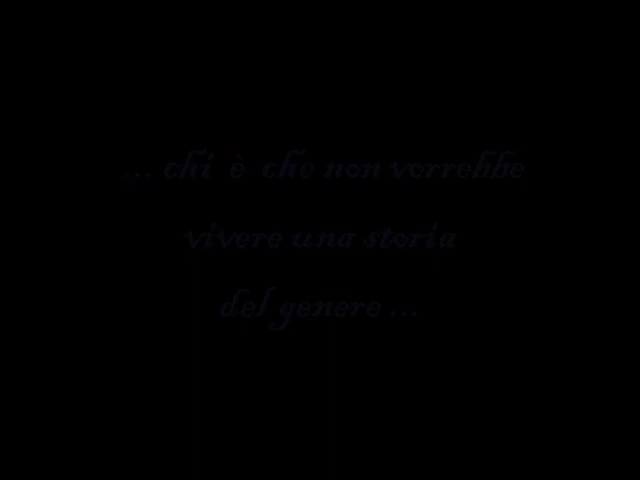 ... chi è che non vorrebbe
vivere una storia
del genere ...